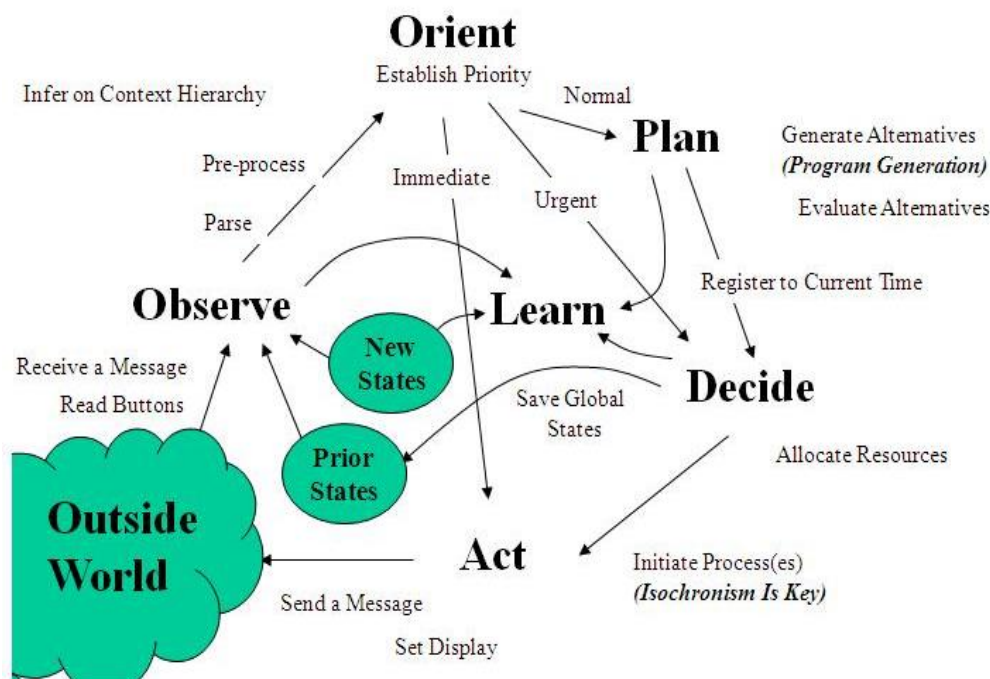 Orient
Establish Priority
Infer on Context Hierarchy
Normal
Plan
Generate Alternatives
(Program Generation)
Pre-process
Immediate
Urgent
Evaluate Alternatives
Parse
Register to Current Time
Observe
Learn
New
States
Receive a Message
Read Buttons
Decide
Save Global
States
Prior
States
Allocate Resources
Outside
World
Act
Initiate Process(es)
(Isochronism Is Key)
Send a Message
Set Display